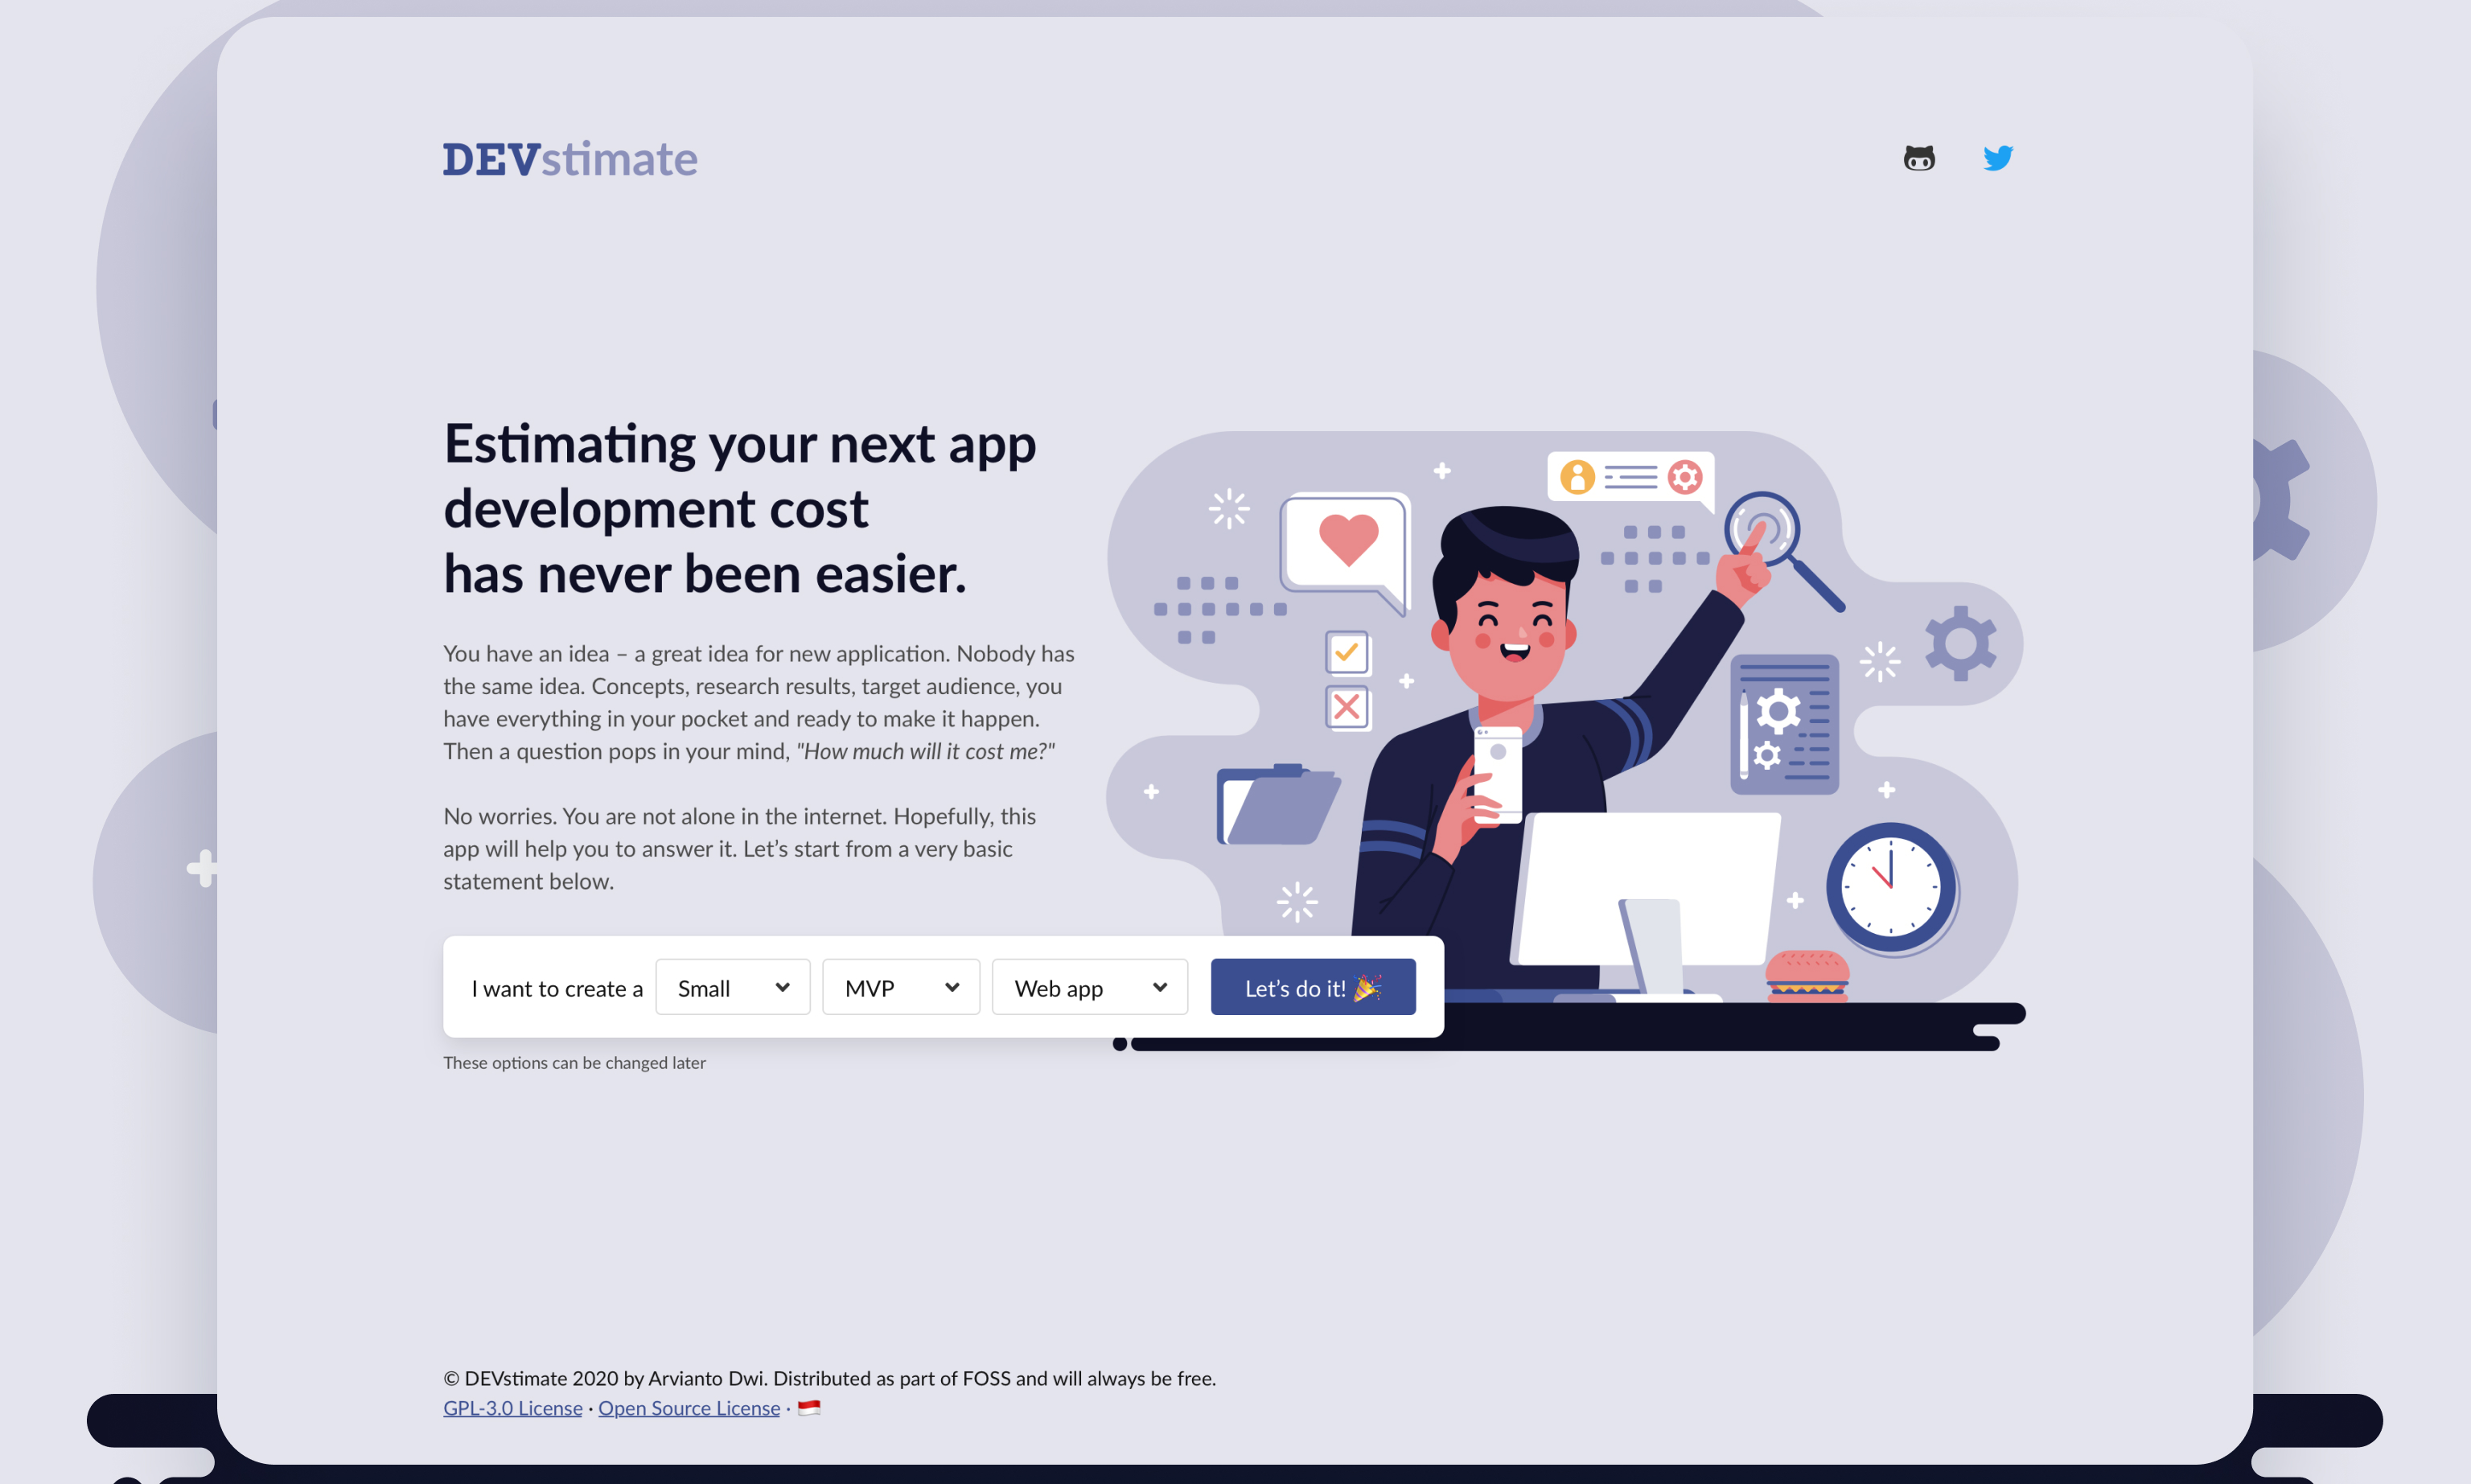 DEVstimate
Estimating your next app
development cost
has never been easier.
You have an idea – a great idea for new application. Nobody has
the same idea. Concepts, research results, target audience, you
have everything in your pocket and ready to make it happen.
Then a question pops in your mind, "How much will it cost me?"
No worries. You are not alone in the internet. Hopefully, this
app will help you to answer it. Let’s start from a very basic
statement below.
I want to create a Small MVP Web app Let’s do it! 🎉
These options can be changed later
© DEVstimate 2020 by Arvianto Dwi. Distributed as part of FOSS and will always be free.
GPL-3.0 License · Open Source License · 🇮🇩